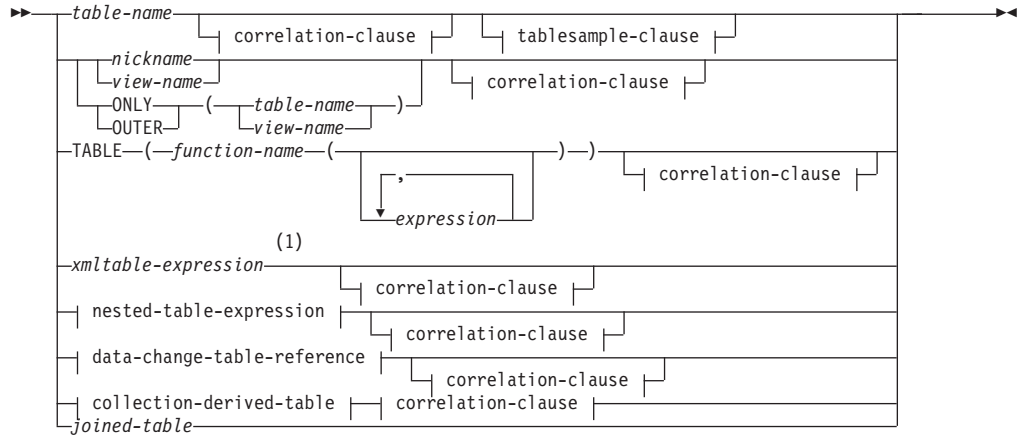 table-name
correlation-clause tablesample-clause
nickname
view-name correlation-clause
ONLY ( table-name )
OUTER view-name
TABLE ( function-name ( ) )
, correlation-clause
expression
(1)
xmltable-expression
correlation-clause
nested-table-expression
correlation-clause
data-change-table-reference
correlation-clause
collection-derived-table correlation-clause
joined-table